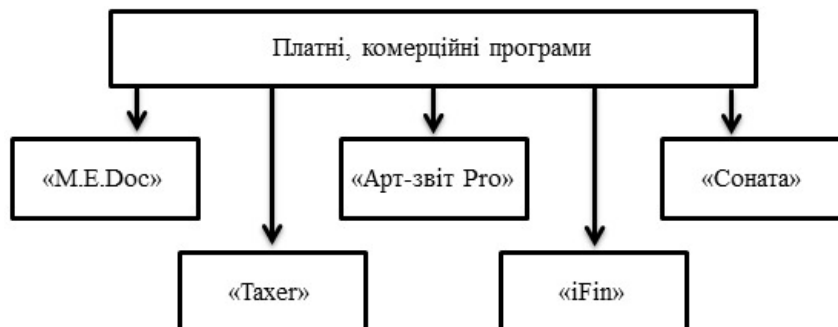 Платні, комерційні програми
«M.E.Doc»
«Арт-звіт Pro»
«Соната»
«Taxer»
«iFin»